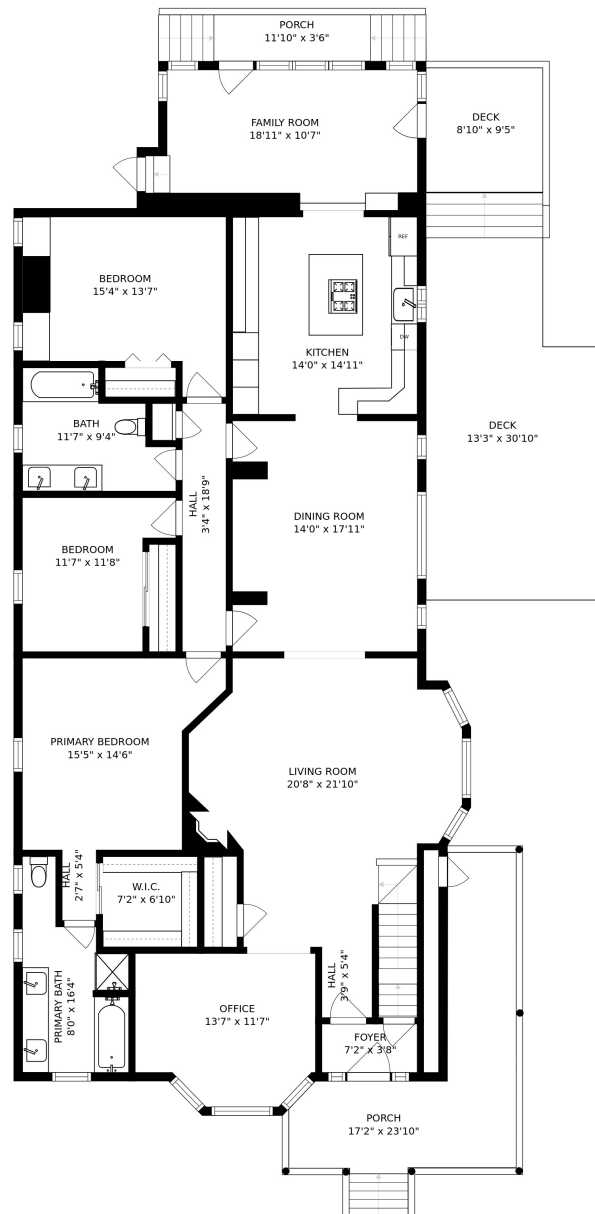 PORCH
11'10" x 3'6"
FAMILY ROOM
18'11" x 10'7"
DECK
8'10" x 9'5"
BEDROOM
15'4" x 13'7"
REF
KITCHEN
14'0" x 14'11"
DW
BATH
11'7" x 9'4"
DECK
13'3" x 30'10"
HALL
3'4" x 18'9"
DINING ROOM
14'0" x 17'11"
BEDROOM
11'7" x 11'8"
PRIMARY BEDROOM
15'5" x 14'6"
LIVING ROOM
20'8" x 21'10"
HALL
2'7" x 5'4"
W.I.C.
7'2" x 6'10"
PRIMARY BATH
8'0" x 16'4"
OFFICE
13'7" x 11'7"
HALL
3'9" x 5'4"
FOYER
7'2" x 3'8"
PORCH
17'2" x 23'10"